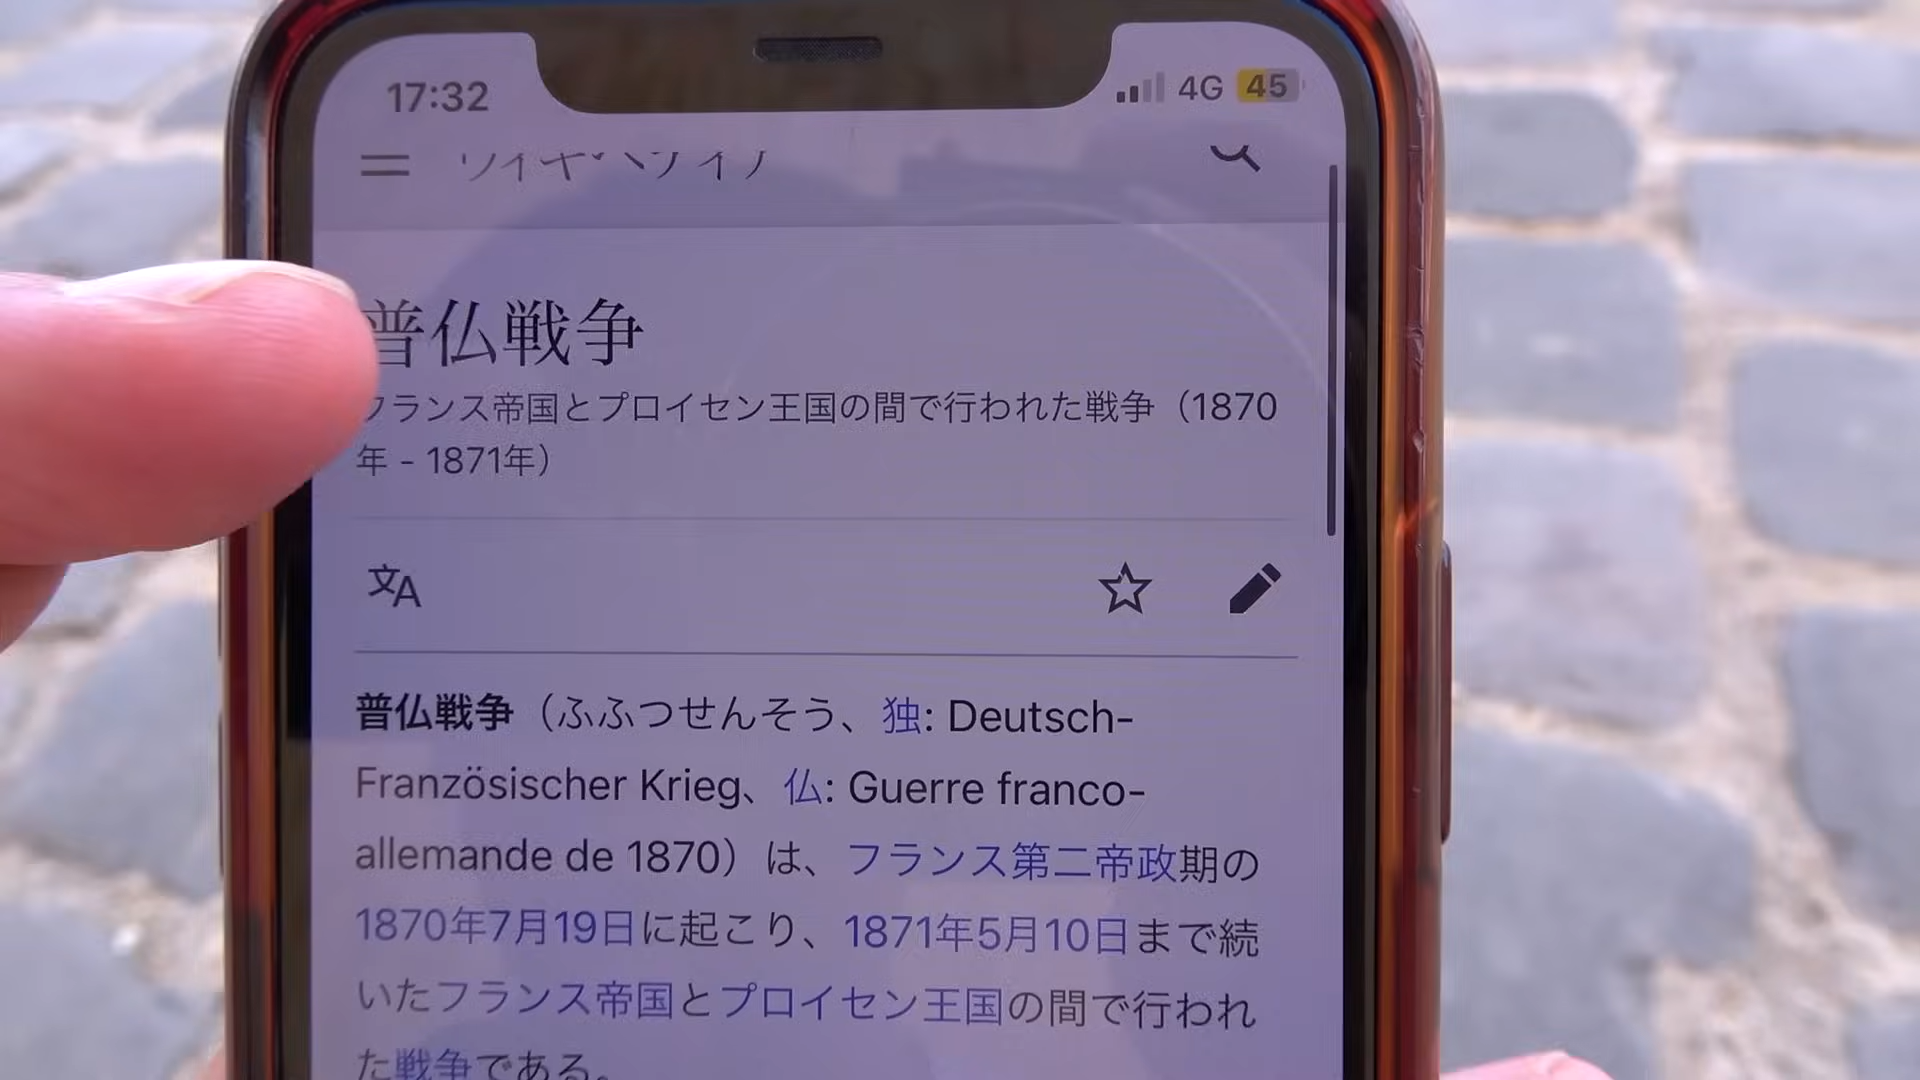 17:32
4G 45
普仏戦争
フランス帝国とプロイセン王国の間で行われた戦争（1870
年 - 1871年）
普仏戦争（ふふつせんそう、独: Deutsch-
Französischer Krieg、仏: Guerre franco-
allemande de 1870）は、フランス第二帝政期の
1870年7月19日に起こり、1871年5月10日まで続
いたフランス帝国とプロイセン王国の間で行われ
た戦争である。